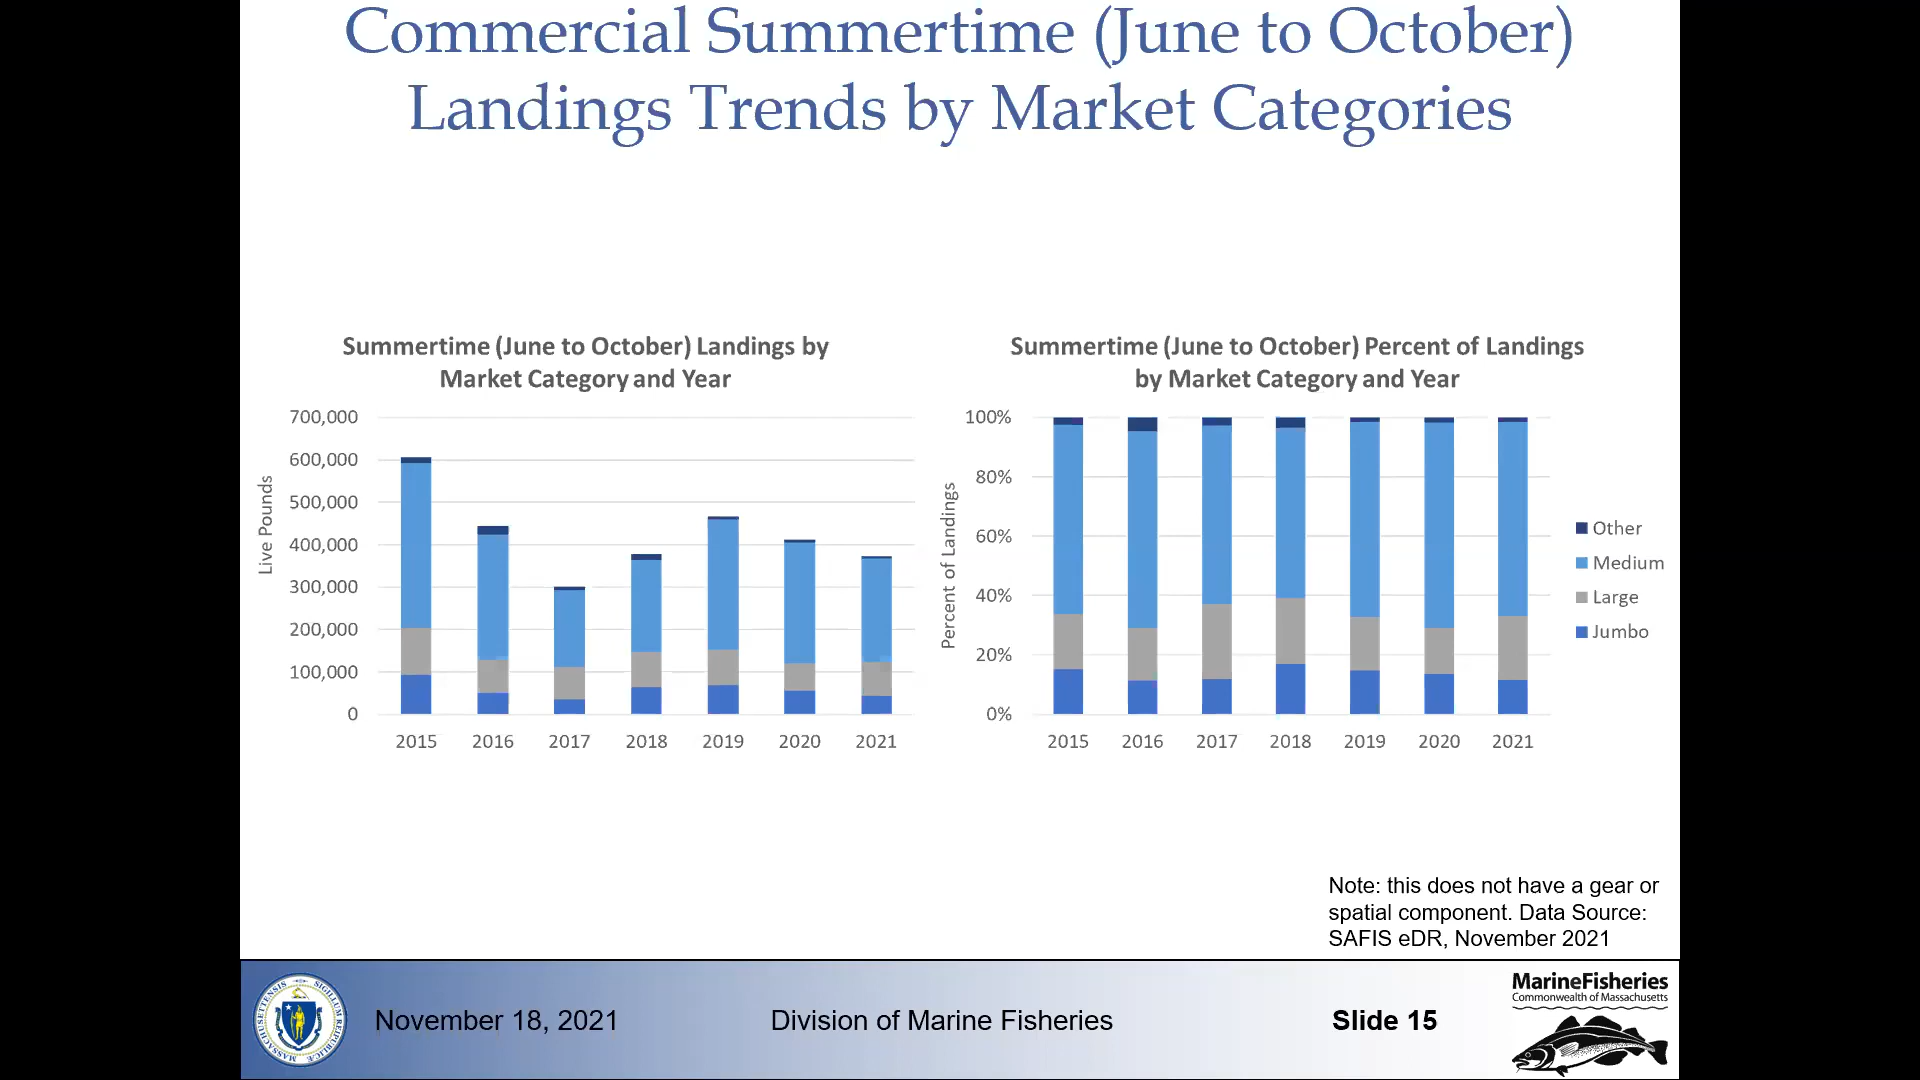 Commercial Summertime (June to October)
Landings Trends by Market Categories
Summertime (June to October) Landings by
Market Category and Year
Live Pounds
700,000
600,000
500,000
400,000
300,000
200,000
100,000
0
2015 2016 2017 2018 2019 2020 2021
Summertime (June to October) Percent of Landings
by Market Category and Year
Percent of Landings
100%
80%
60%
40%
20%
0%
2015 2016 2017 2018 2019 2020 2021
Other
Medium
Large
Jumbo
Note: this does not have a gear or
spatial component. Data Source:
SAFIS eDR, November 2021
November 18, 2021
Division of Marine Fisheries
Slide 15
MarineFisheries
Commonwealth of Massachusetts